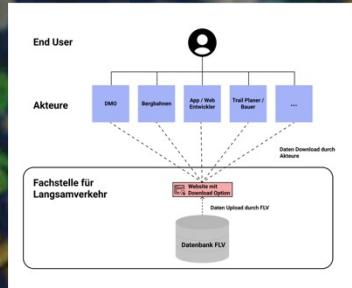 End User
Akteure
DMO
Bergbahnen
App / Web
Entwickler
Trail Planer /
Bauer
...
Daten Download durch
Akteure
Fachstelle für
Langsamverkehr
Website mit
Download Option
Daten Upload durch FLV
Datenbank FLV